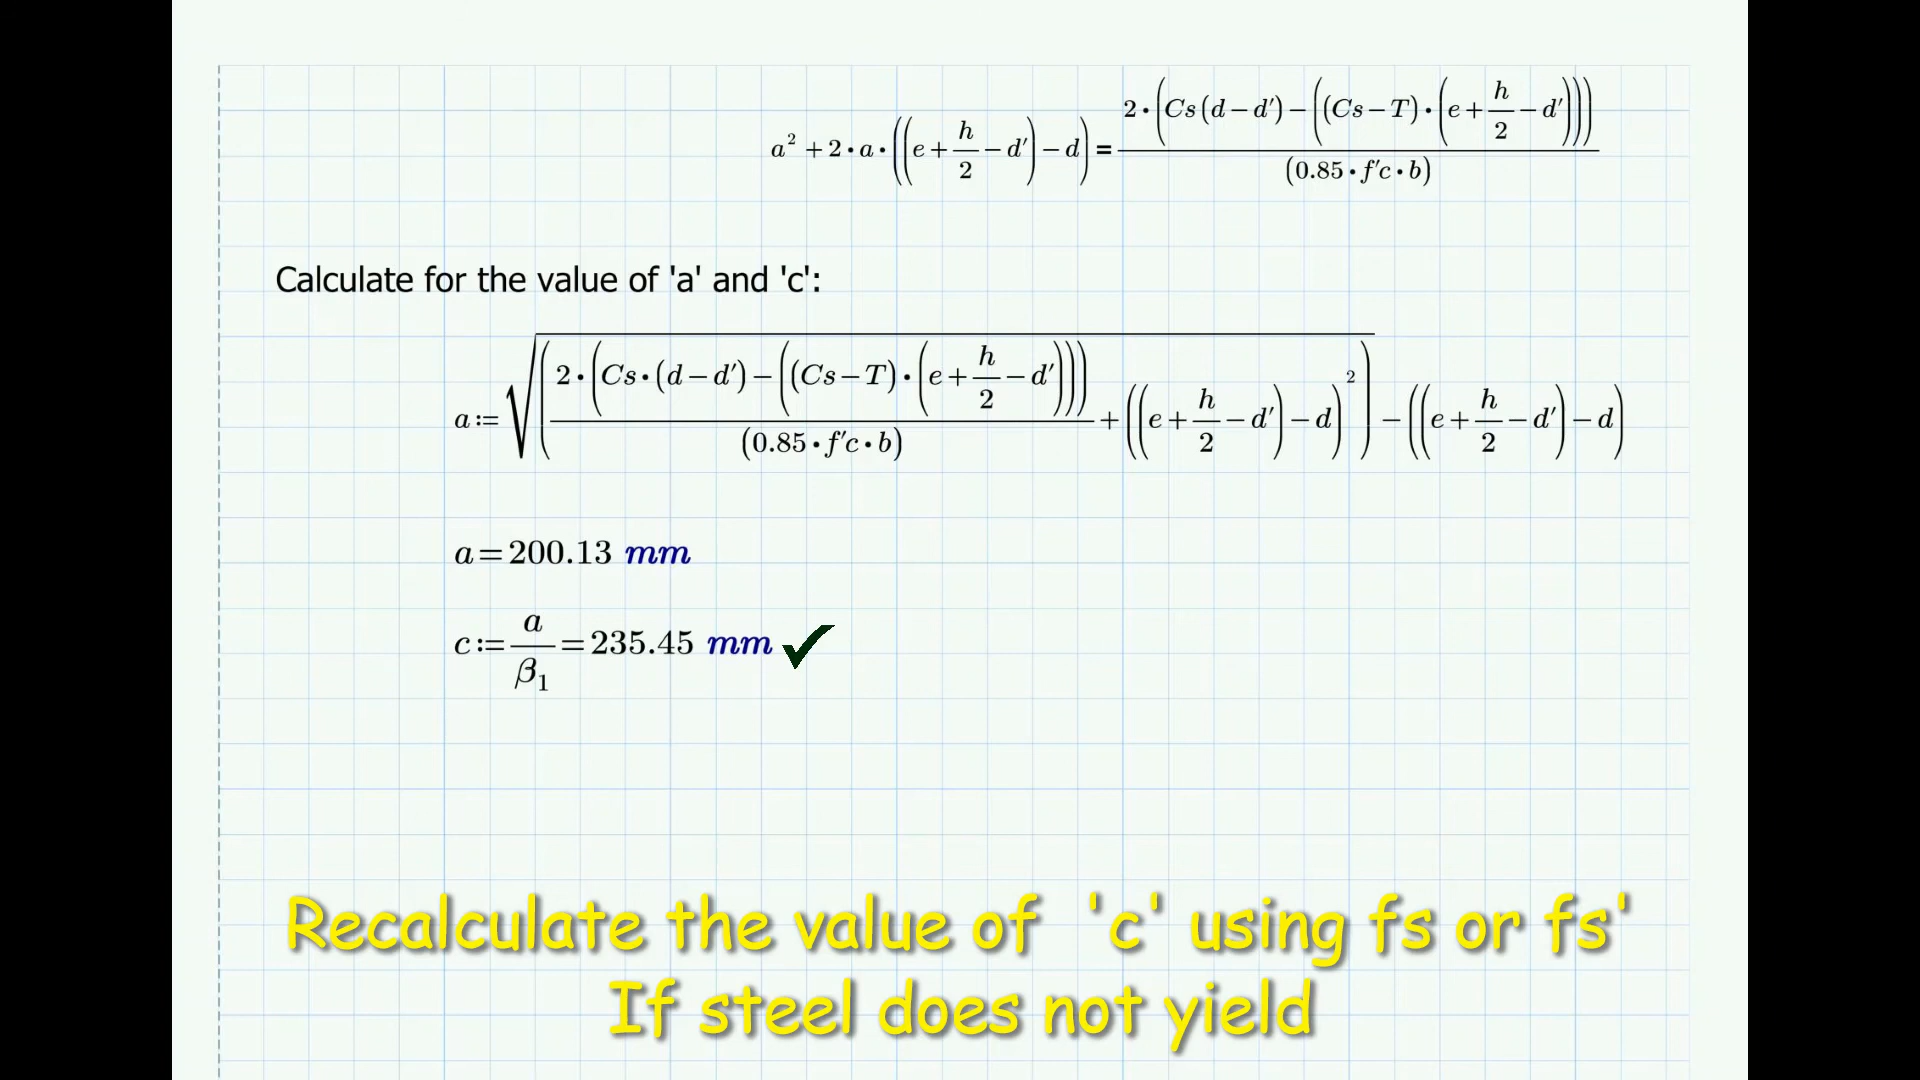 a² + 2·a·((e + h/2 − d′) − d) = 2·(Cs(d − d′) − ((Cs − T)·(e + h/2 − d′))) / (0.85·f′c·b)
Calculate for the value of 'a' and 'c':
a := √((2·(Cs·(d − d′) − ((Cs − T)·(e + h/2 − d′))) / (0.85·f′c·b) + ((e + h/2 − d′) − d)²)) − ((e + h/2 − d′) − d)
a = 200.13 mm
c := a/β₁ = 235.45 mm ✓
Recalculate the value of 'c' using fs or fs'
If steel does not yield